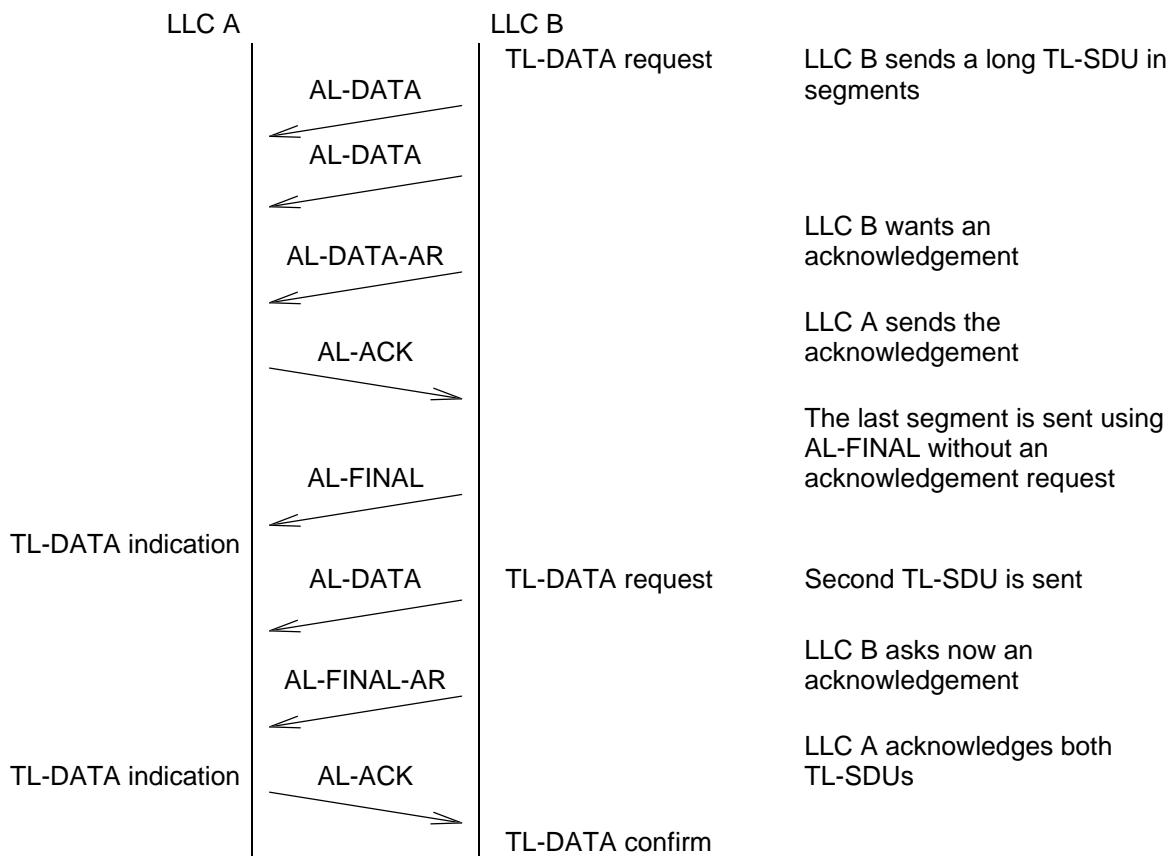 LLC A
LLC B
TL-DATA request
LLC B sends a long TL-SDU in
segments
AL-DATA
AL-DATA
LLC B wants an
acknowledgement
AL-DATA-AR
LLC A sends the
acknowledgement
AL-ACK
The last segment is sent using
AL-FINAL without an
acknowledgement request
AL-FINAL
TL-DATA indication
AL-DATA
TL-DATA request
Second TL-SDU is sent
LLC B asks now an
acknowledgement
AL-FINAL-AR
LLC A acknowledges both
TL-SDUs
TL-DATA indication
AL-ACK
TL-DATA confirm